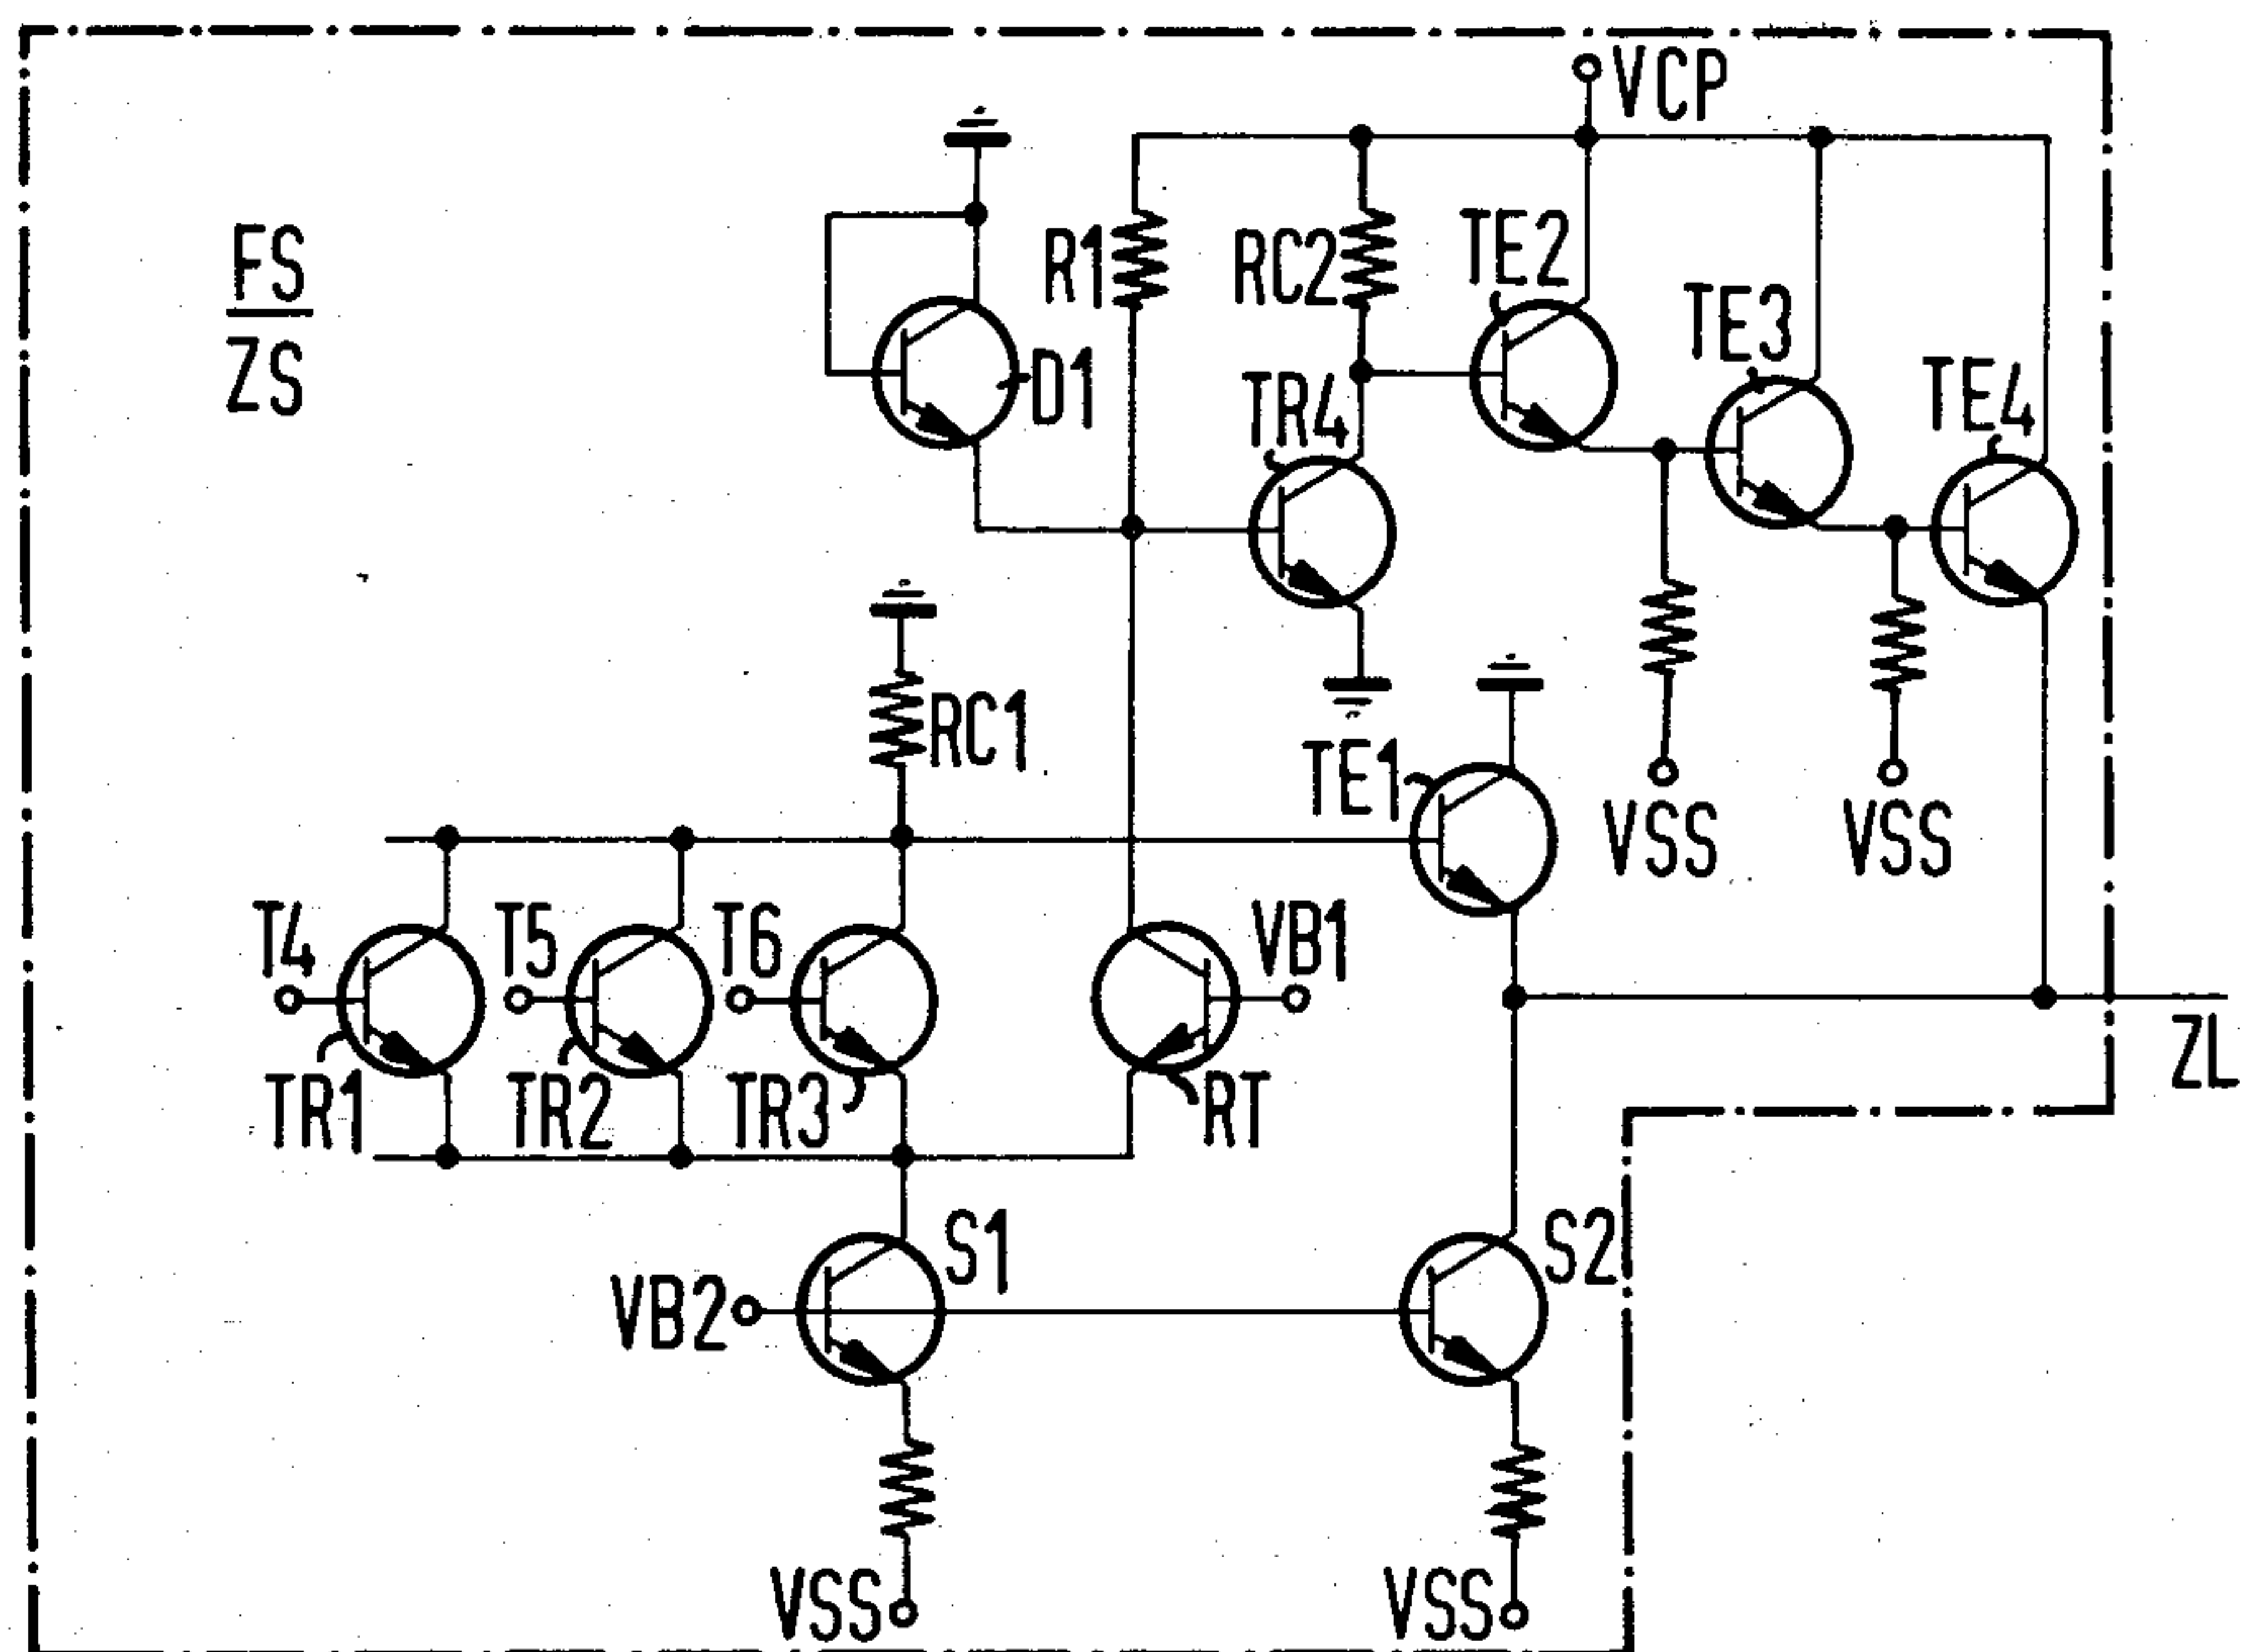 VCP
FS
ZS
R1
RC2
TE2
TE3
TE4
D1
TR4
RC1
TE1
VSS
VSS
T4
T5
T6
VB1
ZL
TR1
TR2
TR3
RT
S1
S2
VB2
VSS
VSS